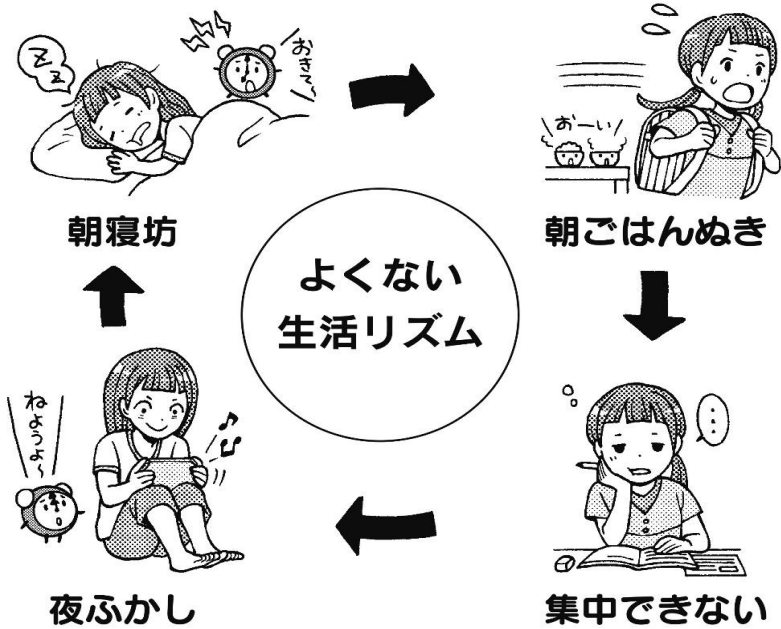 ZZ
おきて〜
朝寝坊
おーい
朝ごはんぬき
よくない
生活リズム
ねようよ〜
夜ふかし
...
集中できない